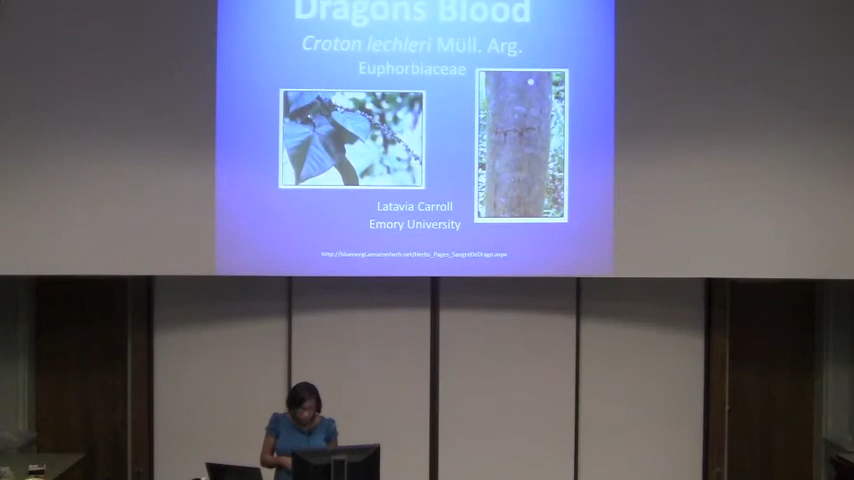 Dragons Blood
Croton lechleri Müll. Arg.
Euphorbiaceae
Latavia Carroll
Emory University